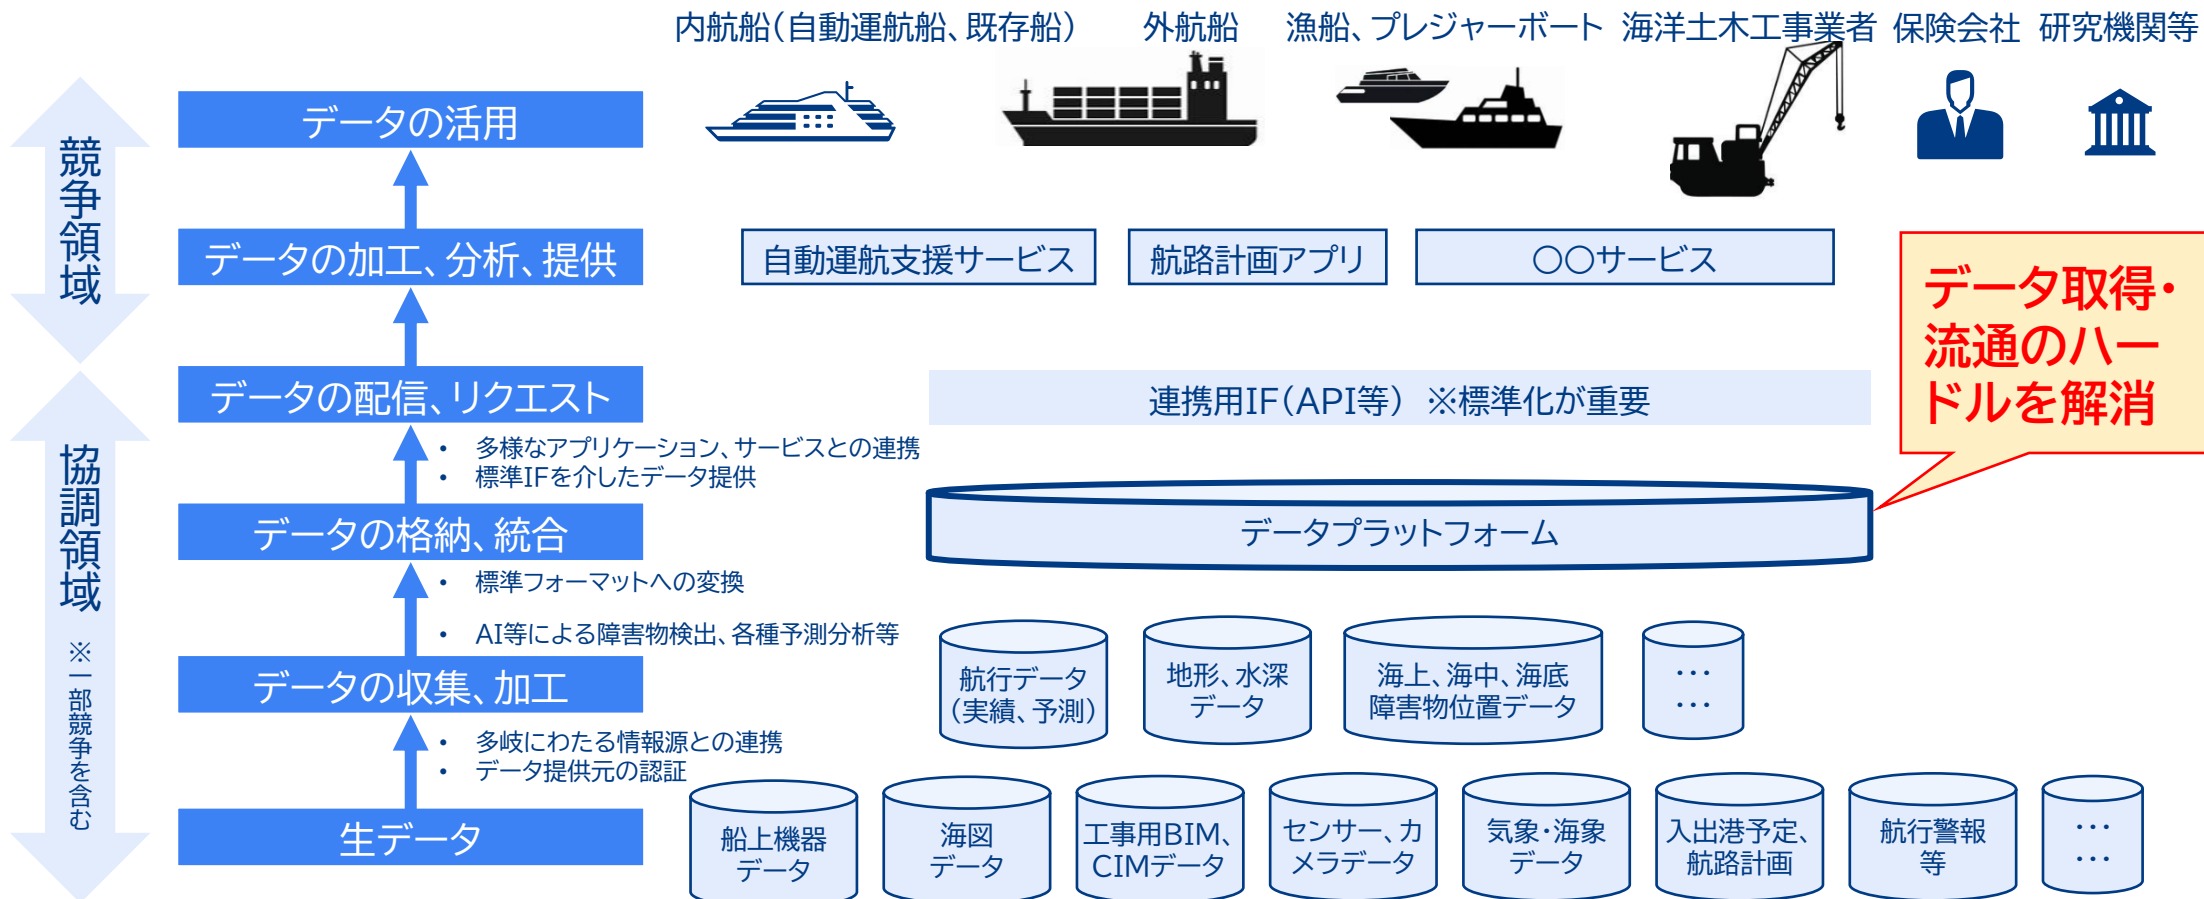 内航船(自動運航船、既存船)
外航船
漁船、プレジャーボート
海洋土木工事業者
保険会社
研究機関等
競争領域
データの活用
データの加工、分析、提供
自動運航支援サービス
航路計画アプリ
〇〇サービス
データ取得・
流通のハー
ドルを解消
データの配信、リクエスト
連携用IF(API等) ※標準化が重要
協調領域
※一部競争を含む
• 多様なアプリケーション、サービスとの連携
• 標準IFを介したデータ提供
データの格納、統合
データプラットフォーム
• 標準フォーマットへの変換
• AI等による障害物検出、各種予測分析等
データの収集、加工
航行データ
(実績、予測)
地形、水深
データ
海上、海中、海底
障害物位置データ
…
…
• 多岐にわたる情報源との連携
• データ提供元の認証
生データ
船上機器
データ
海図
データ
工事用BIM、
CIMデータ
センサー、カ
メラデータ
気象・海象
データ
入出港予定、
航路計画
航行警報
等
…
…